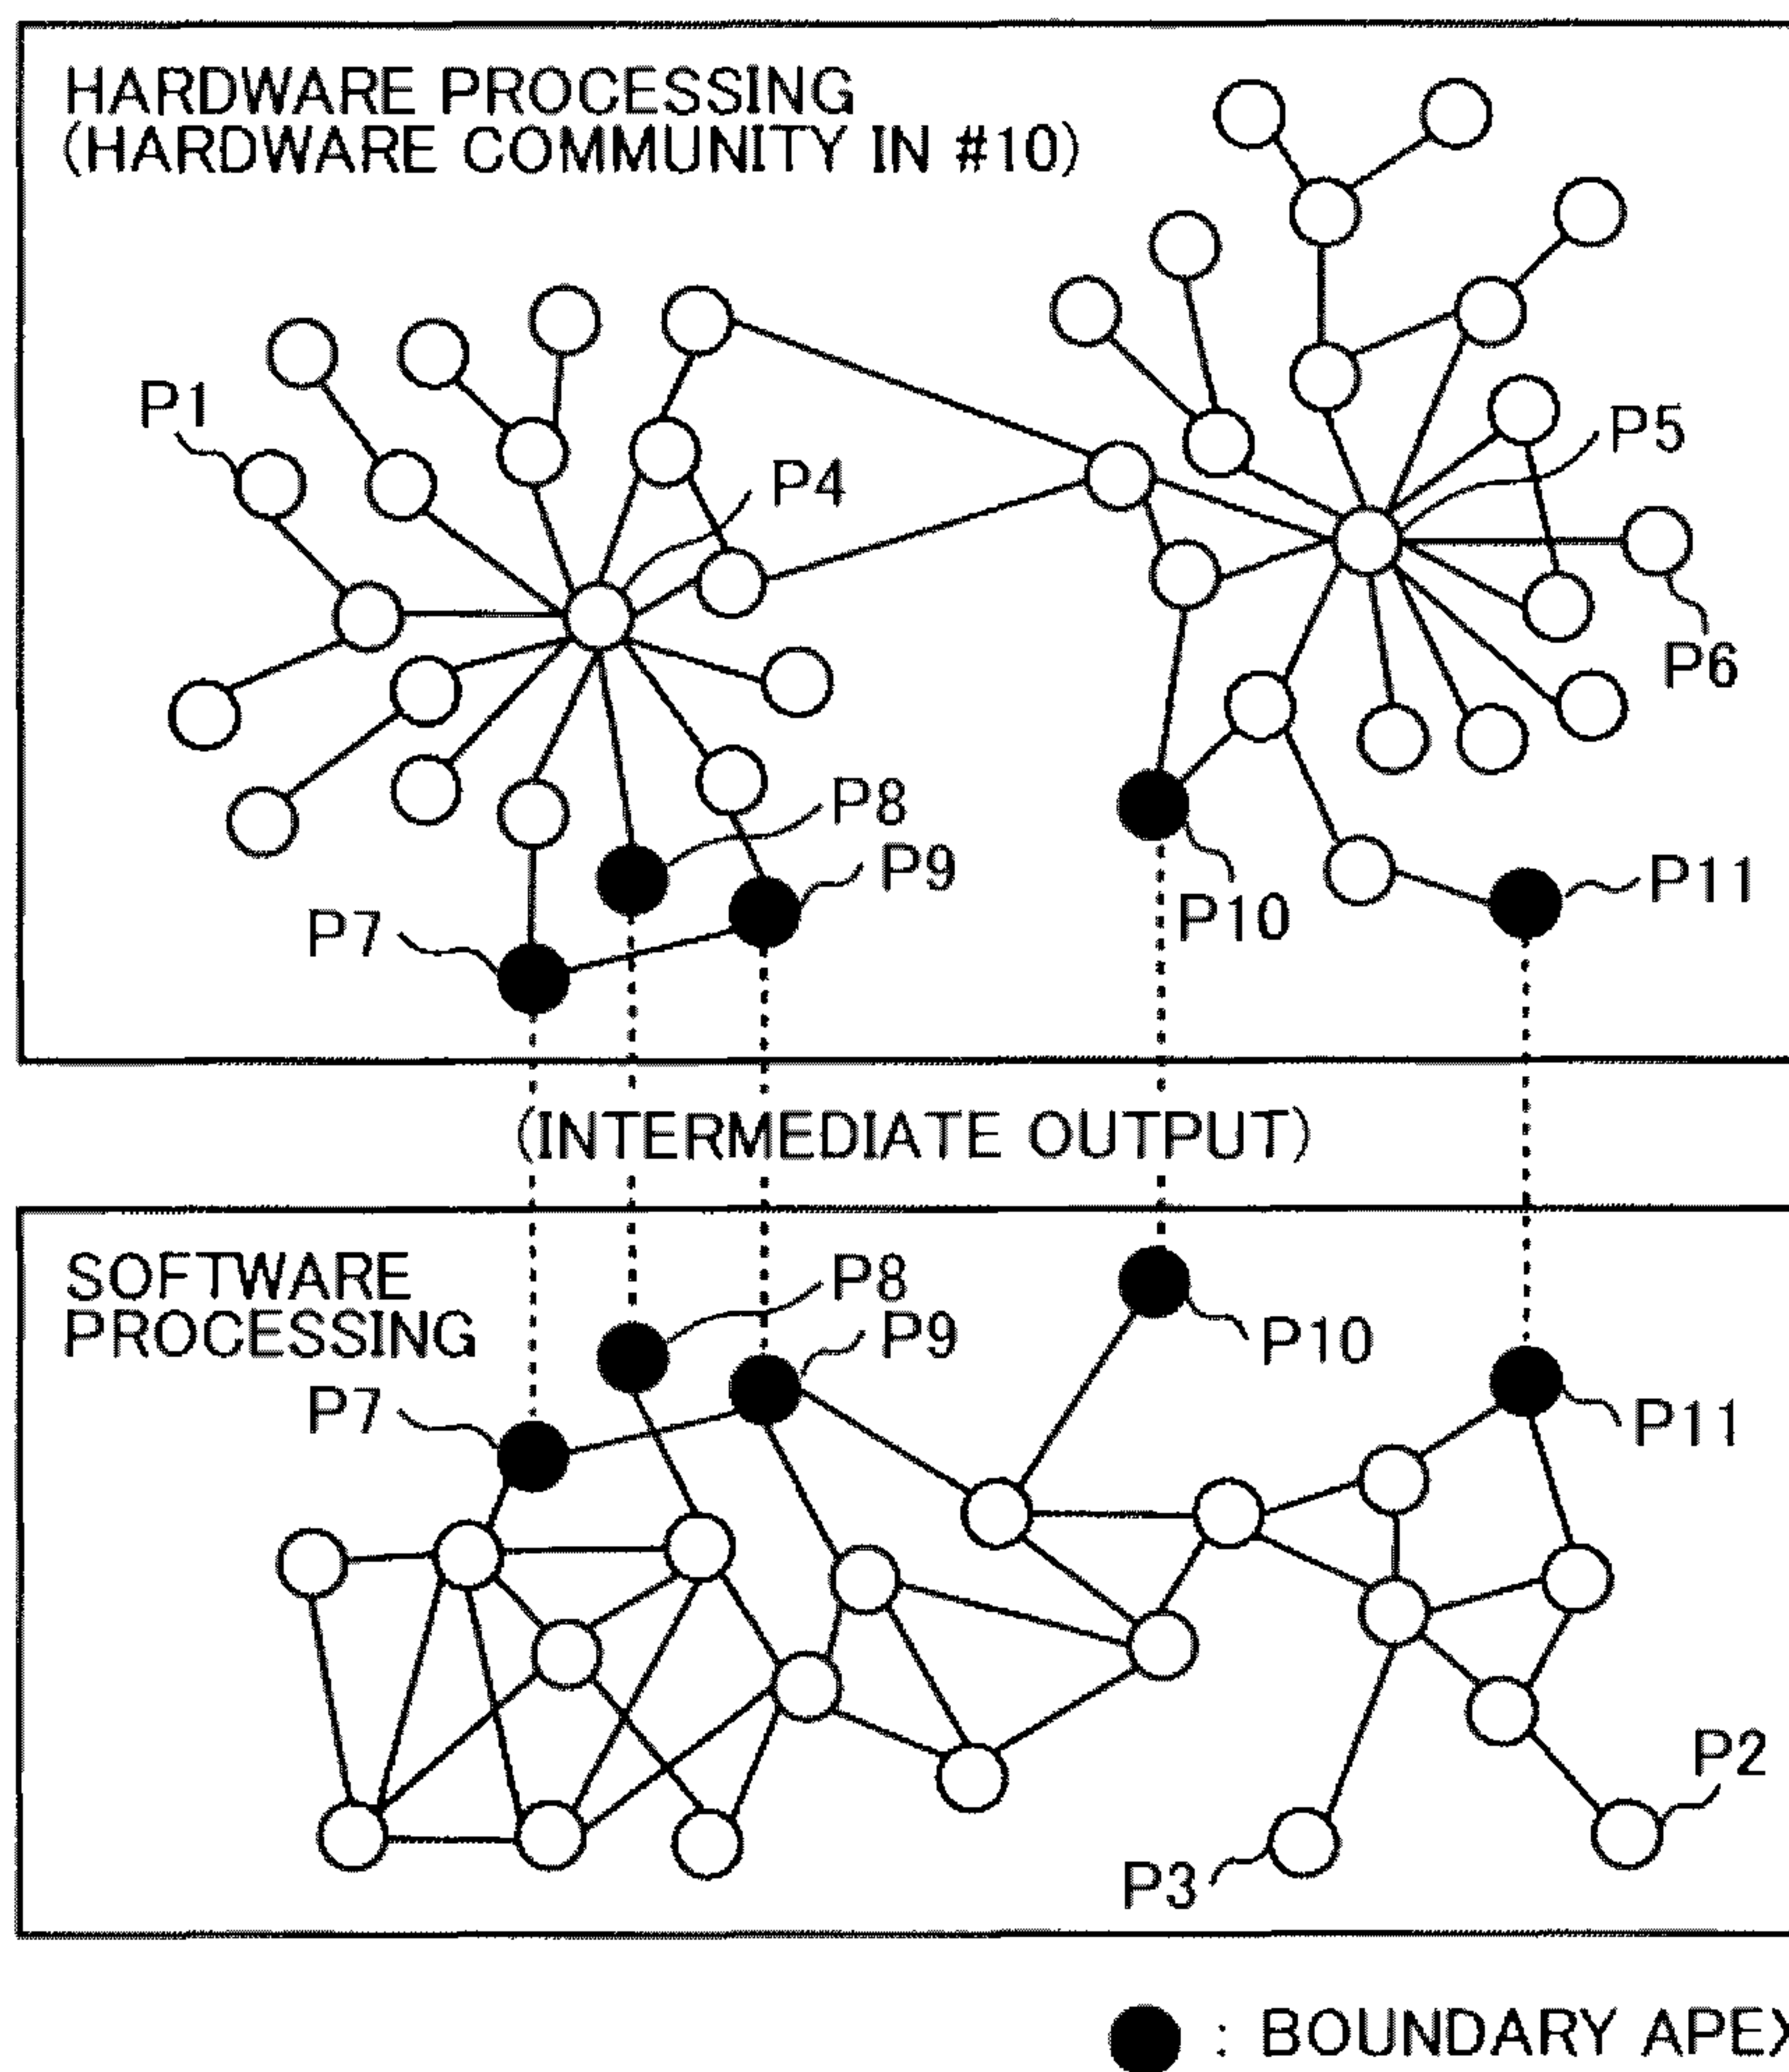 HARDWARE PROCESSING
(HARDWARE COMMUNITY IN #10)
P1
P4
P5
P6
P8
P9
P7
P10
P11
(INTERMEDIATE OUTPUT)
SOFTWARE
PROCESSING
P8
P9
P10
P7
P11
P2
P3
: BOUNDARY APEX